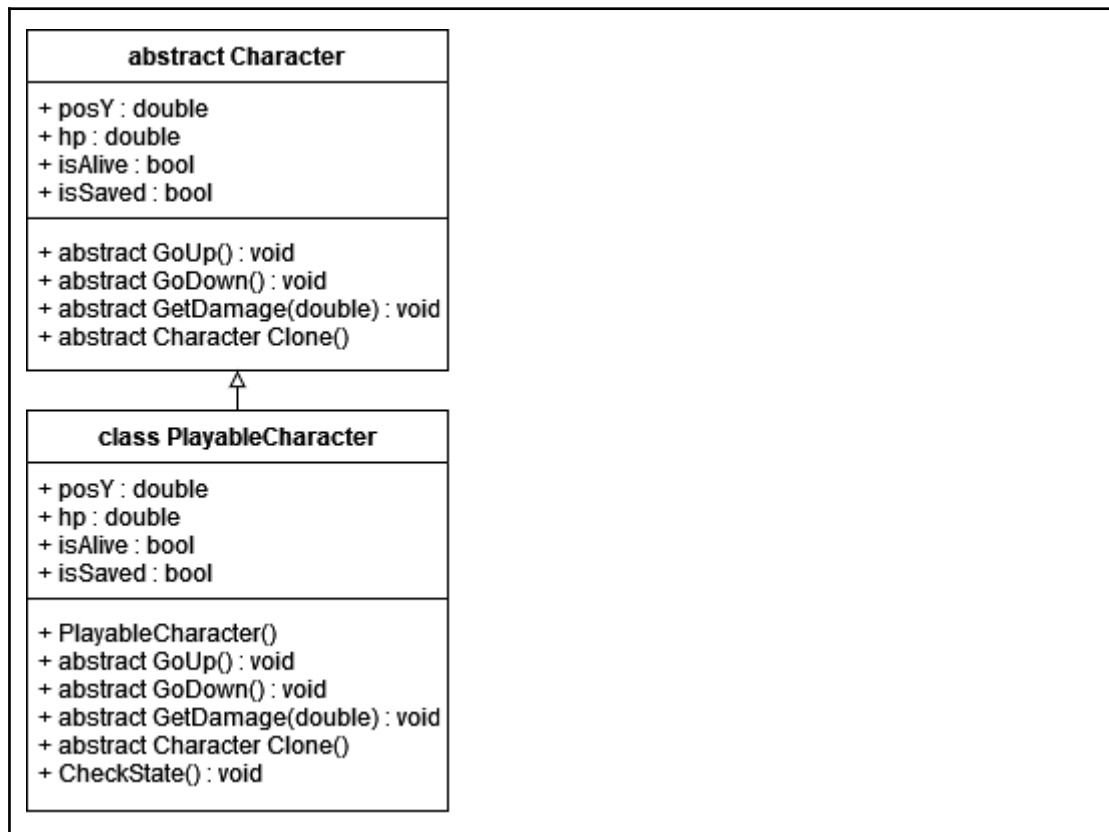 abstract Character
+ posY : double
+ hp : double
+ isAlive : bool
+ isSaved : bool
+ abstract GoUp() : void
+ abstract GoDown() : void
+ abstract GetDamage(double) : void
+ abstract Character Clone()
class PlayableCharacter
+ posY : double
+ hp : double
+ isAlive : bool
+ isSaved : bool
+ PlayableCharacter()
+ abstract GoUp() : void
+ abstract GoDown() : void
+ abstract GetDamage(double) : void
+ abstract Character Clone()
+ CheckState() : void